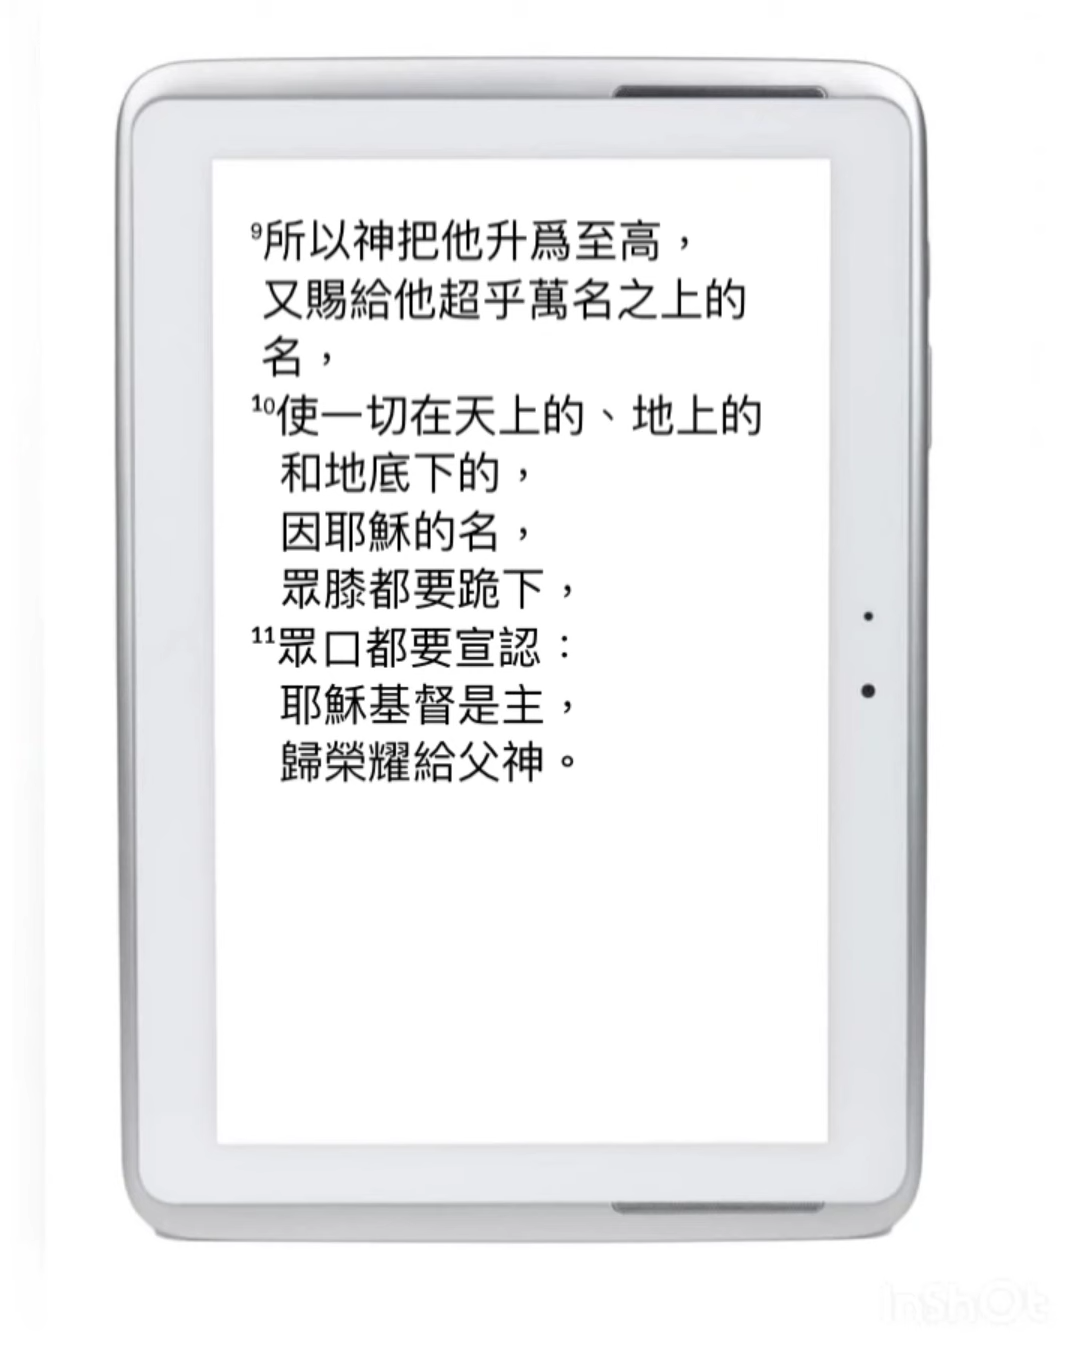 ⁹所以神把他升爲至高，
又賜給他超乎萬名之上的
名，
¹⁰使一切在天上的、地上的
和地底下的，
因耶穌的名，
眾膝都要跪下，
¹¹眾口都要宣認：
耶穌基督是主，
歸榮耀給父神。
InShOt